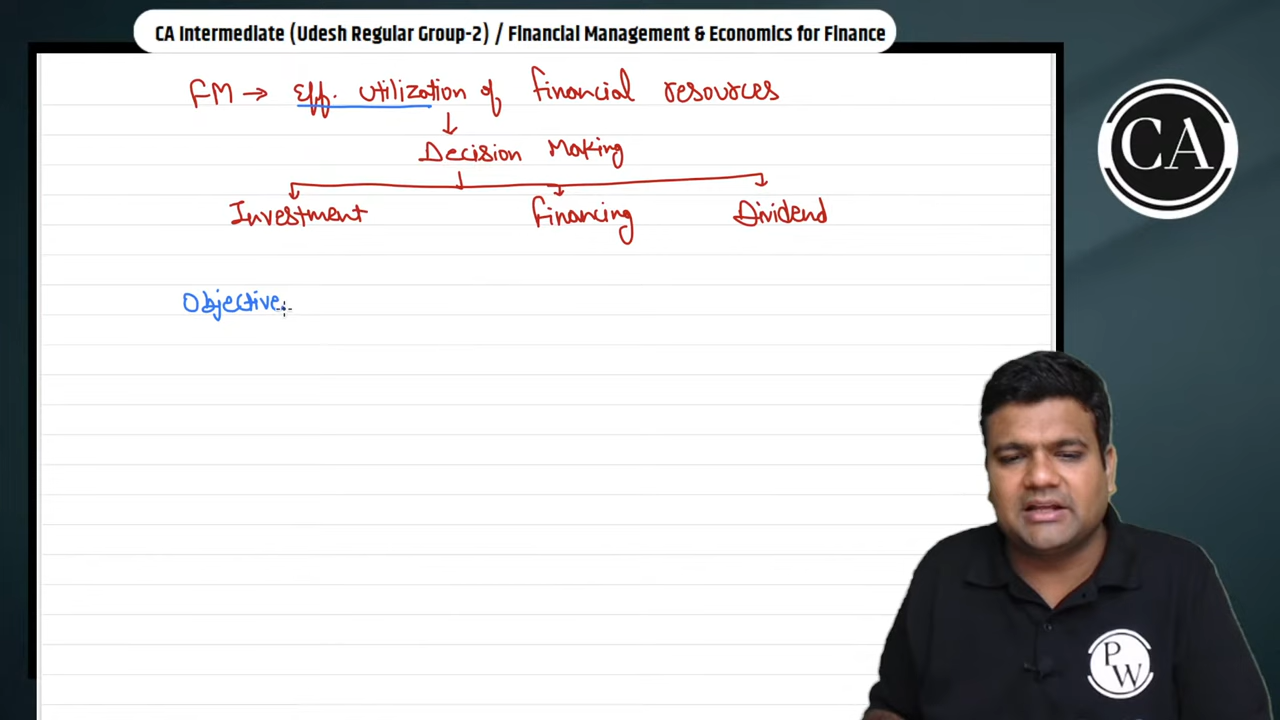 CA Intermediate (Udesh Regular Group-2) / Financial Management & Economics for Finance
FM → Eff. utilization of financial resources
Decision Making
Investment Financing Dividend
Objective.
CA
PW